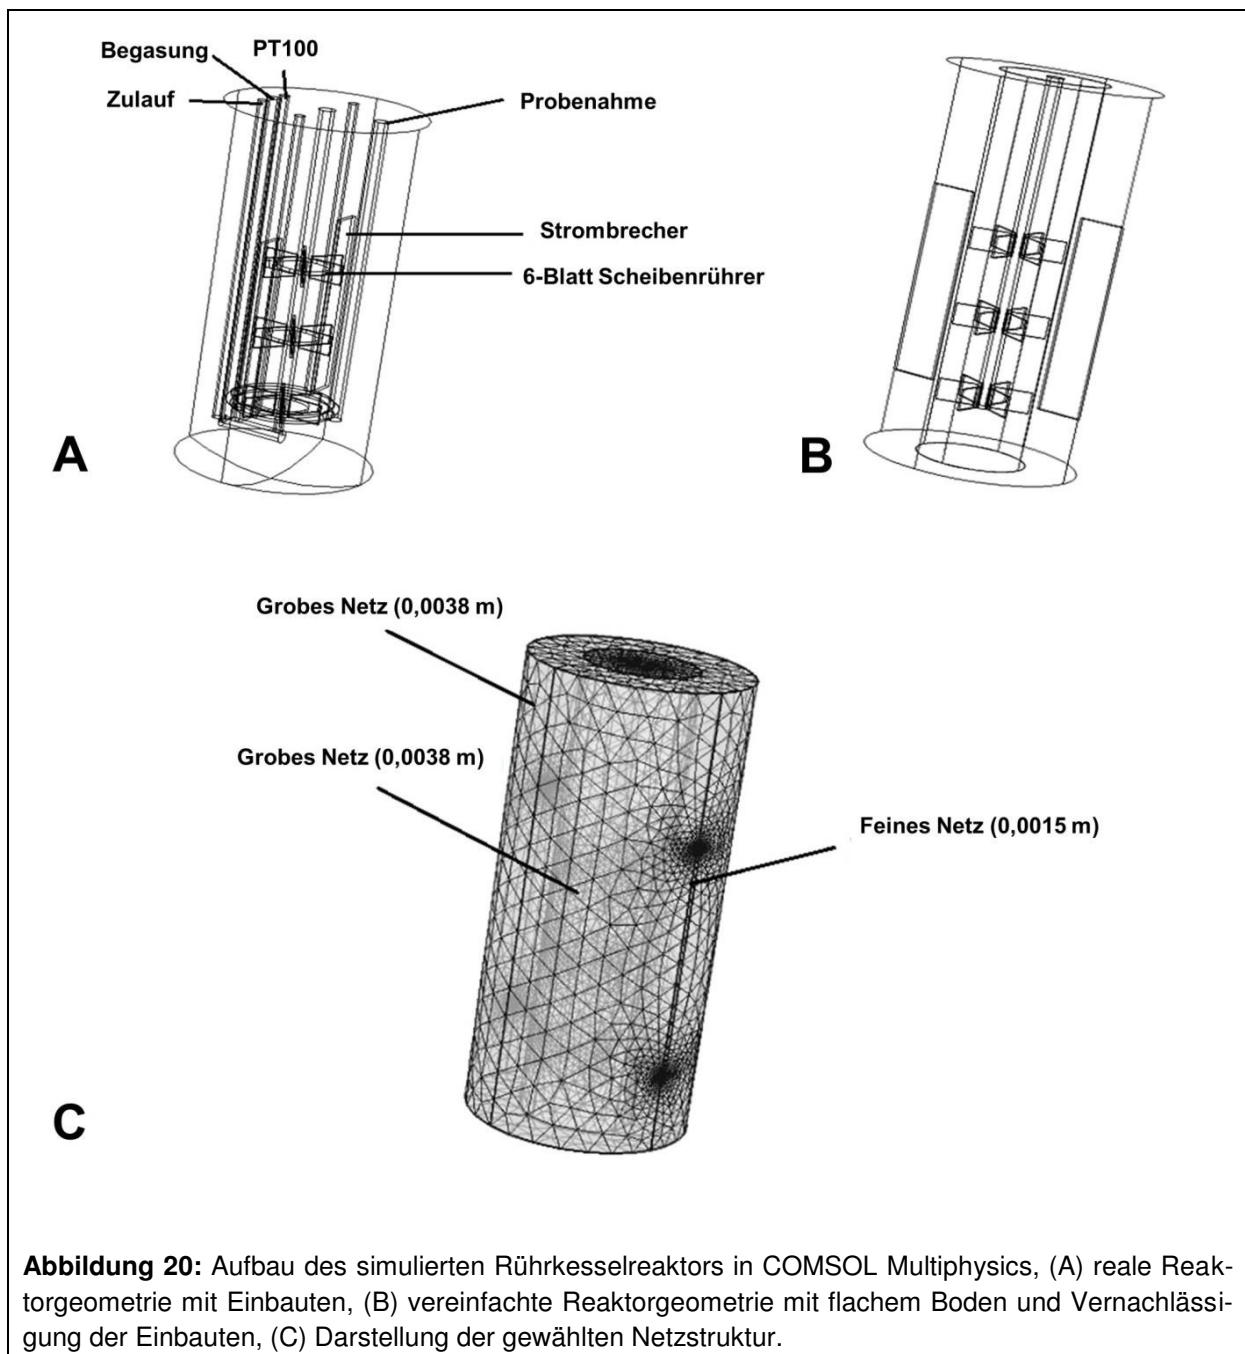 Begasung
PT100
Zulauf
Probenahme
Strombrecher
6-Blatt Scheibenrührer
A
B
Grobes Netz (0,0038 m)
Grobes Netz (0,0038 m)
Feines Netz (0,0015 m)
C
Abbildung 20: Aufbau des simulierten Rührkesselreaktors in COMSOL Multiphysics, (A) reale Reak-
torgeometrie mit Einbauten, (B) vereinfachte Reaktorgeometrie mit flachem Boden und Vernachlässi-
gung der Einbauten, (C) Darstellung der gewählten Netzstruktur.